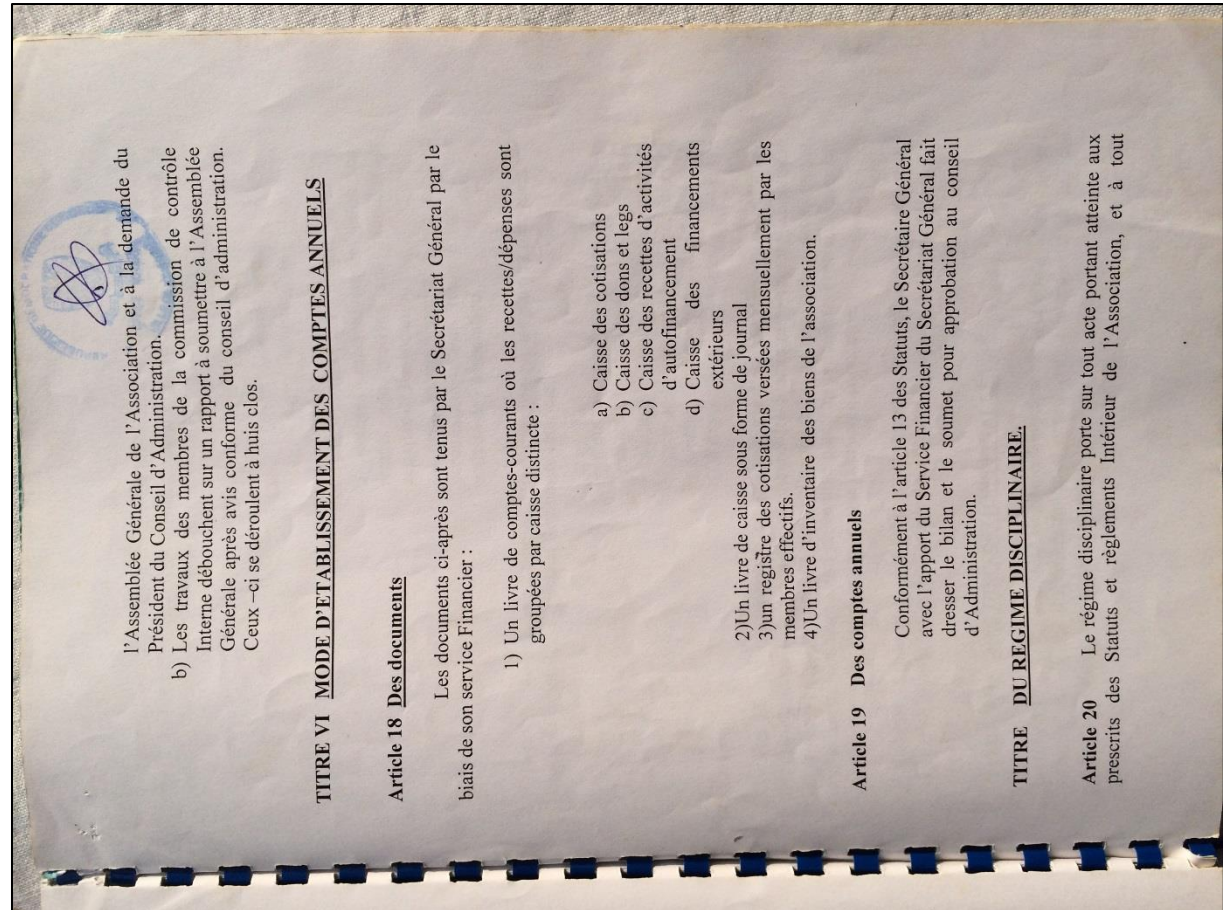 l'Assemblée Générale de l'Association et à la demande du
Président du Conseil d'Administration.
b) Les travaux des membres de la commission de contrôle
Interne débouchent sur un rapport à soumettre à l'Assemblée
Générale après avis conforme du conseil d'administration.
Ceux –ci se déroulent à huis clos.
TITRE VI MODE D'ETABLISSEMENT DES COMPTES ANNUELS
Article 18 Des documents
Les documents ci-après sont tenus par le Secrétariat Général par le
biais de son service Financier :
1) Un livre de comptes-courants où les recettes/dépenses sont
groupées par caisse distincte :
a) Caisse des cotisations
b) Caisse des dons et legs
c) Caisse des recettes d'activités
d'autofinancement
d) Caisse des financements
extérieurs
2)Un livre de caisse sous forme de journal
3)un registre des cotisations versées mensuellement par les
membres effectifs.
4)Un livre d'inventaire des biens de l'association.
Article 19 Des comptes annuels
Conformément à l'article 13 des Statuts, le Secrétaire Général
avec l'apport du Service Financier du Secrétariat Général fait
dresser le bilan et le soumet pour approbation au conseil
d'Administration.
TITRE DU REGIME DISCIPLINAIRE.
Article 20 Le régime disciplinaire porte sur tout acte portant atteinte aux
prescrits des Statuts et règlements Intérieur de l'Association, et à tout